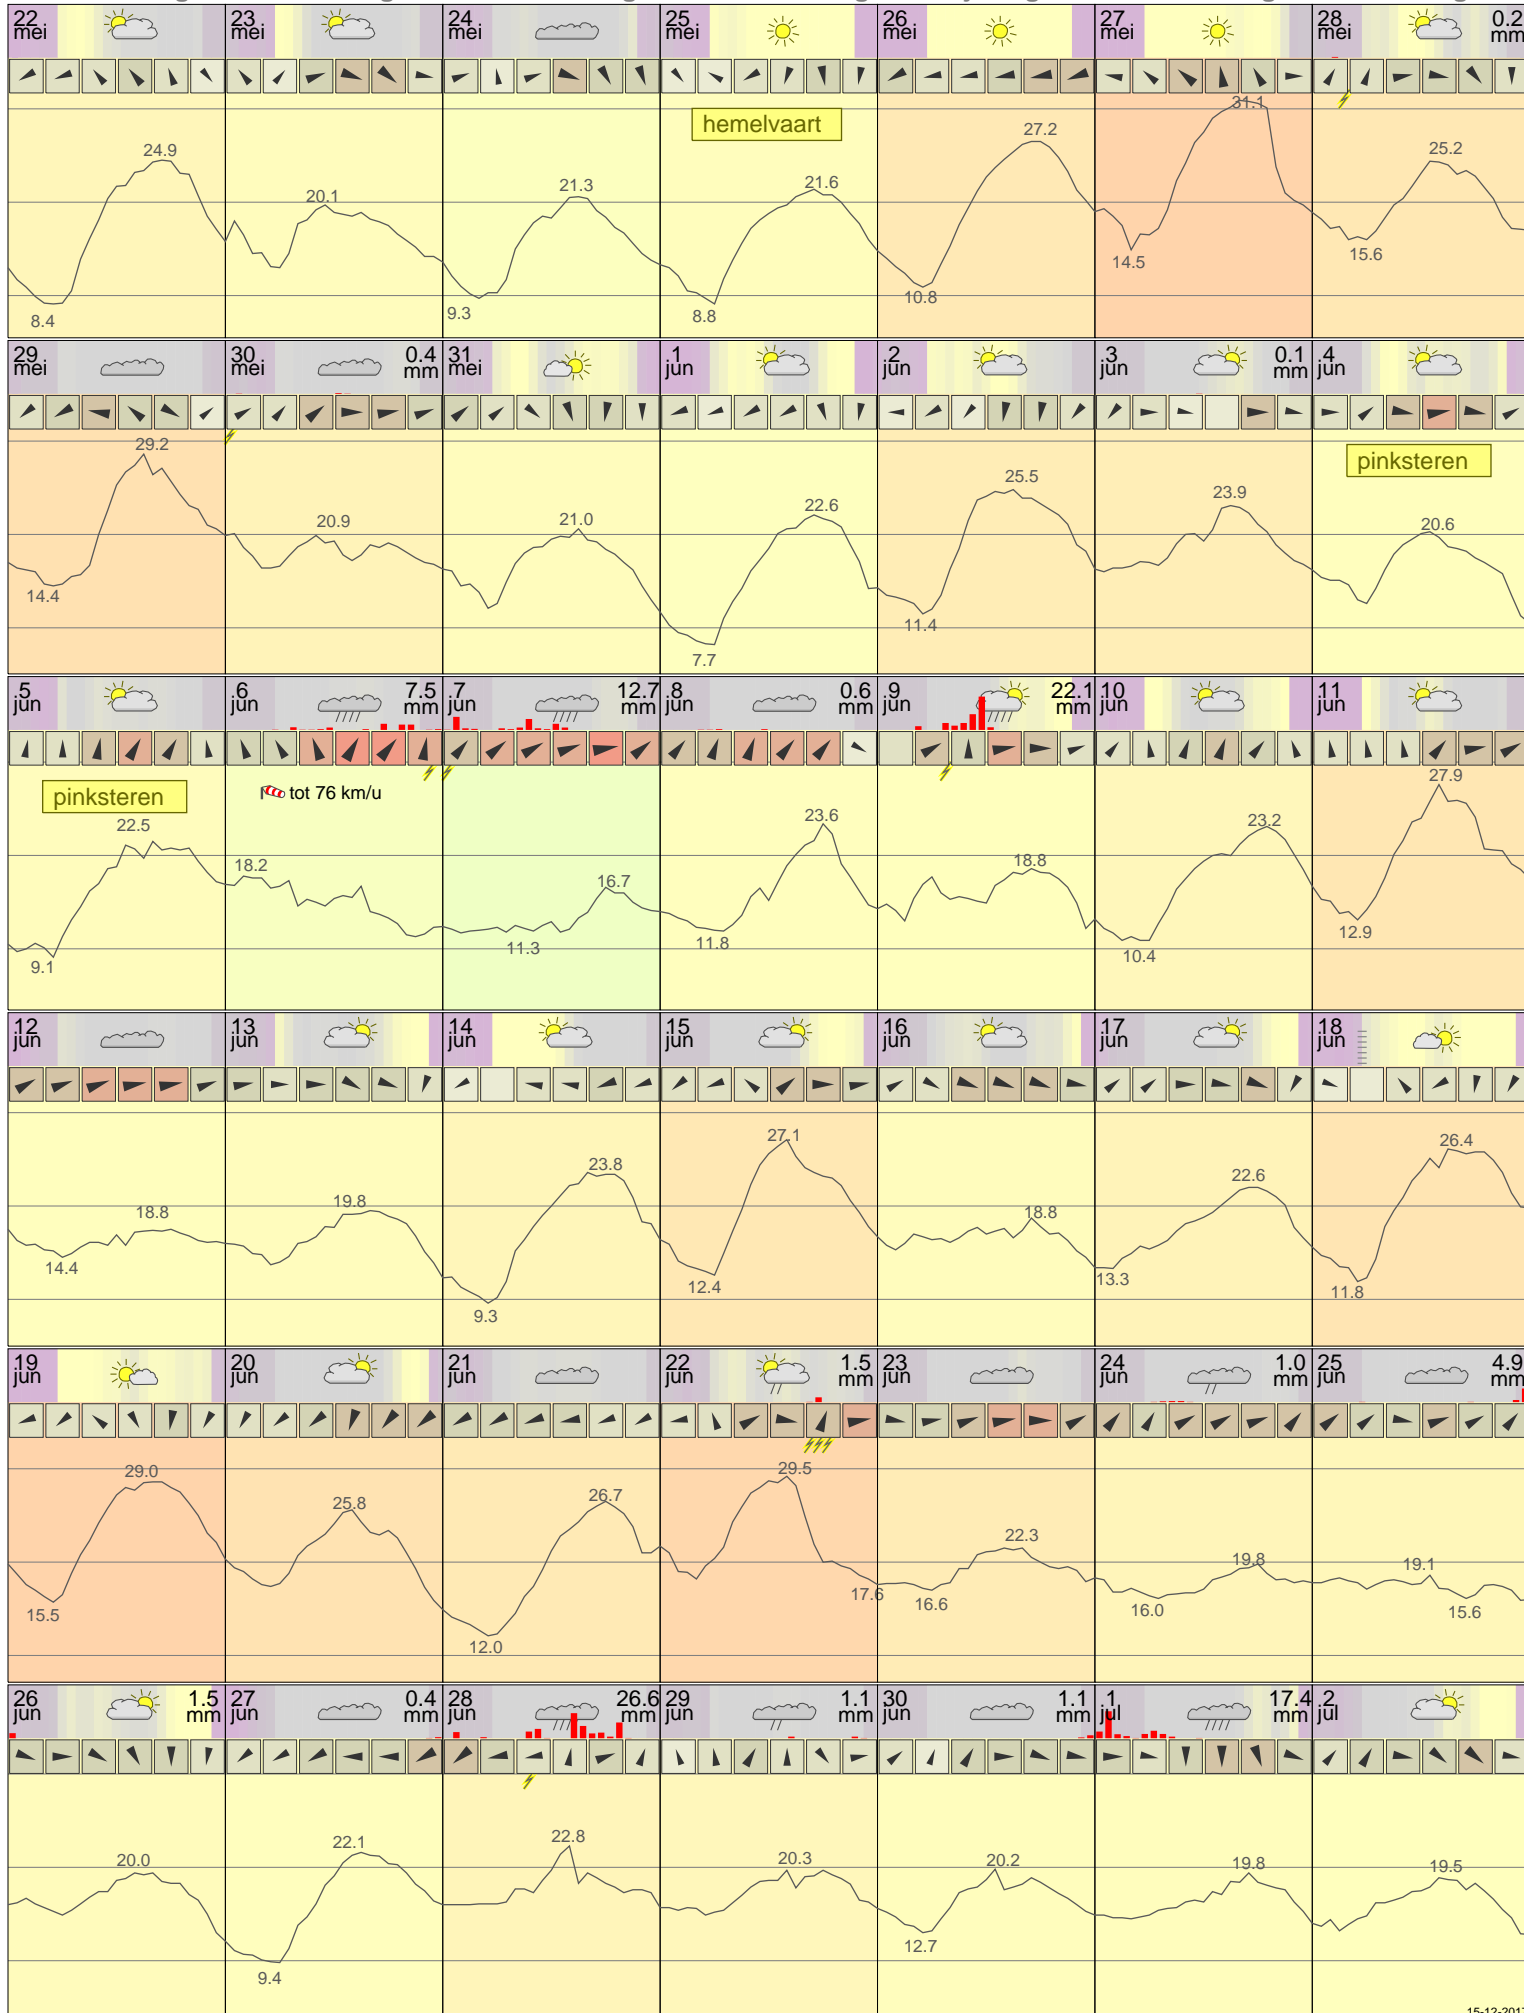 22 mei
23 mei
24 mei
25 mei
26 mei
27 mei
28 mei 0.2 mm
hemelvaart
24.9 8.4
20.1
21.3 9.3
21.6 8.8
27.2 10.8
31.1 14.5
25.2 15.6
29 mei
30 mei 0.4 mm
31 mei
1 jun
2 jun
3 jun 0.1 mm
4 jun
pinksteren
29.2 14.4
20.9
21.0
22.6 7.7
25.5 11.4
23.9
20.6
5 jun
6 jun 7.5 mm
7 jun 12.7 mm
8 jun 0.6 mm
9 jun 22.1 mm
10 jun
11 jun
pinksteren
tot 76 km/u
22.5 9.1
18.2
16.7 11.3
23.6 11.8
18.8
23.2 10.4
27.9 12.9
12 jun
13 jun
14 jun
15 jun
16 jun
17 jun
18 jun
18.8 14.4
19.8
23.8 9.3
27.1 12.4
18.8
22.6 13.3
26.4 11.8
19 jun
20 jun
21 jun
22 jun 1.5 mm
23 jun
24 jun 1.0 mm
25 jun 4.9 mm
29.0 15.5
25.8
26.7 12.0
29.5 17.6
22.3 16.6
19.8 16.0
19.1 15.6
26 jun 1.5 mm
27 jun 0.4 mm
28 jun 26.6 mm
29 jun 1.1 mm
30 jun 1.1 mm
1 jul 17.4 mm
2 jul
20.0
22.1 9.4
22.8
20.3
20.2 12.7
19.8
19.5
15-12-2017